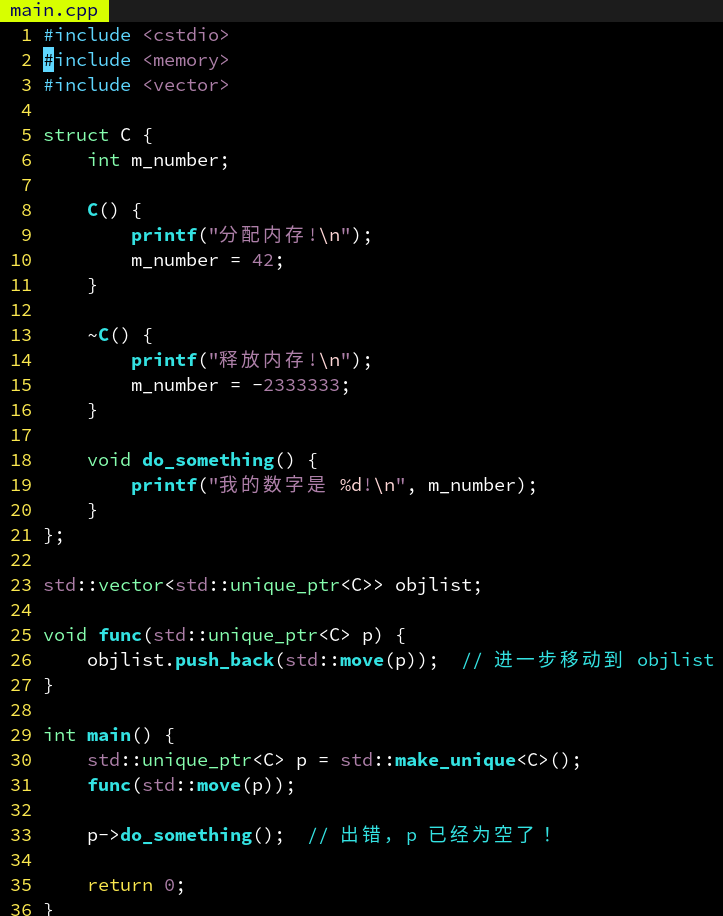 main.cpp
1 #include <cstdio>
2 #include <memory>
3 #include <vector>
4
5 struct C {
6     int m_number;
7
8     C() {
9         printf("分配内存!\n");
10         m_number = 42;
11     }
12
13     ~C() {
14         printf("释放内存!\n");
15         m_number = -2333333;
16     }
17
18     void do_something() {
19         printf("我的数字是 %d!\n", m_number);
20     }
21 };
22
23 std::vector<std::unique_ptr<C>> objlist;
24
25 void func(std::unique_ptr<C> p) {
26     objlist.push_back(std::move(p));  // 进一步移动到 objlist
27 }
28
29 int main() {
30     std::unique_ptr<C> p = std::make_unique<C>();
31     func(std::move(p));
32
33     p->do_something();  // 出错，p 已经为空了！
34
35     return 0;
36 }